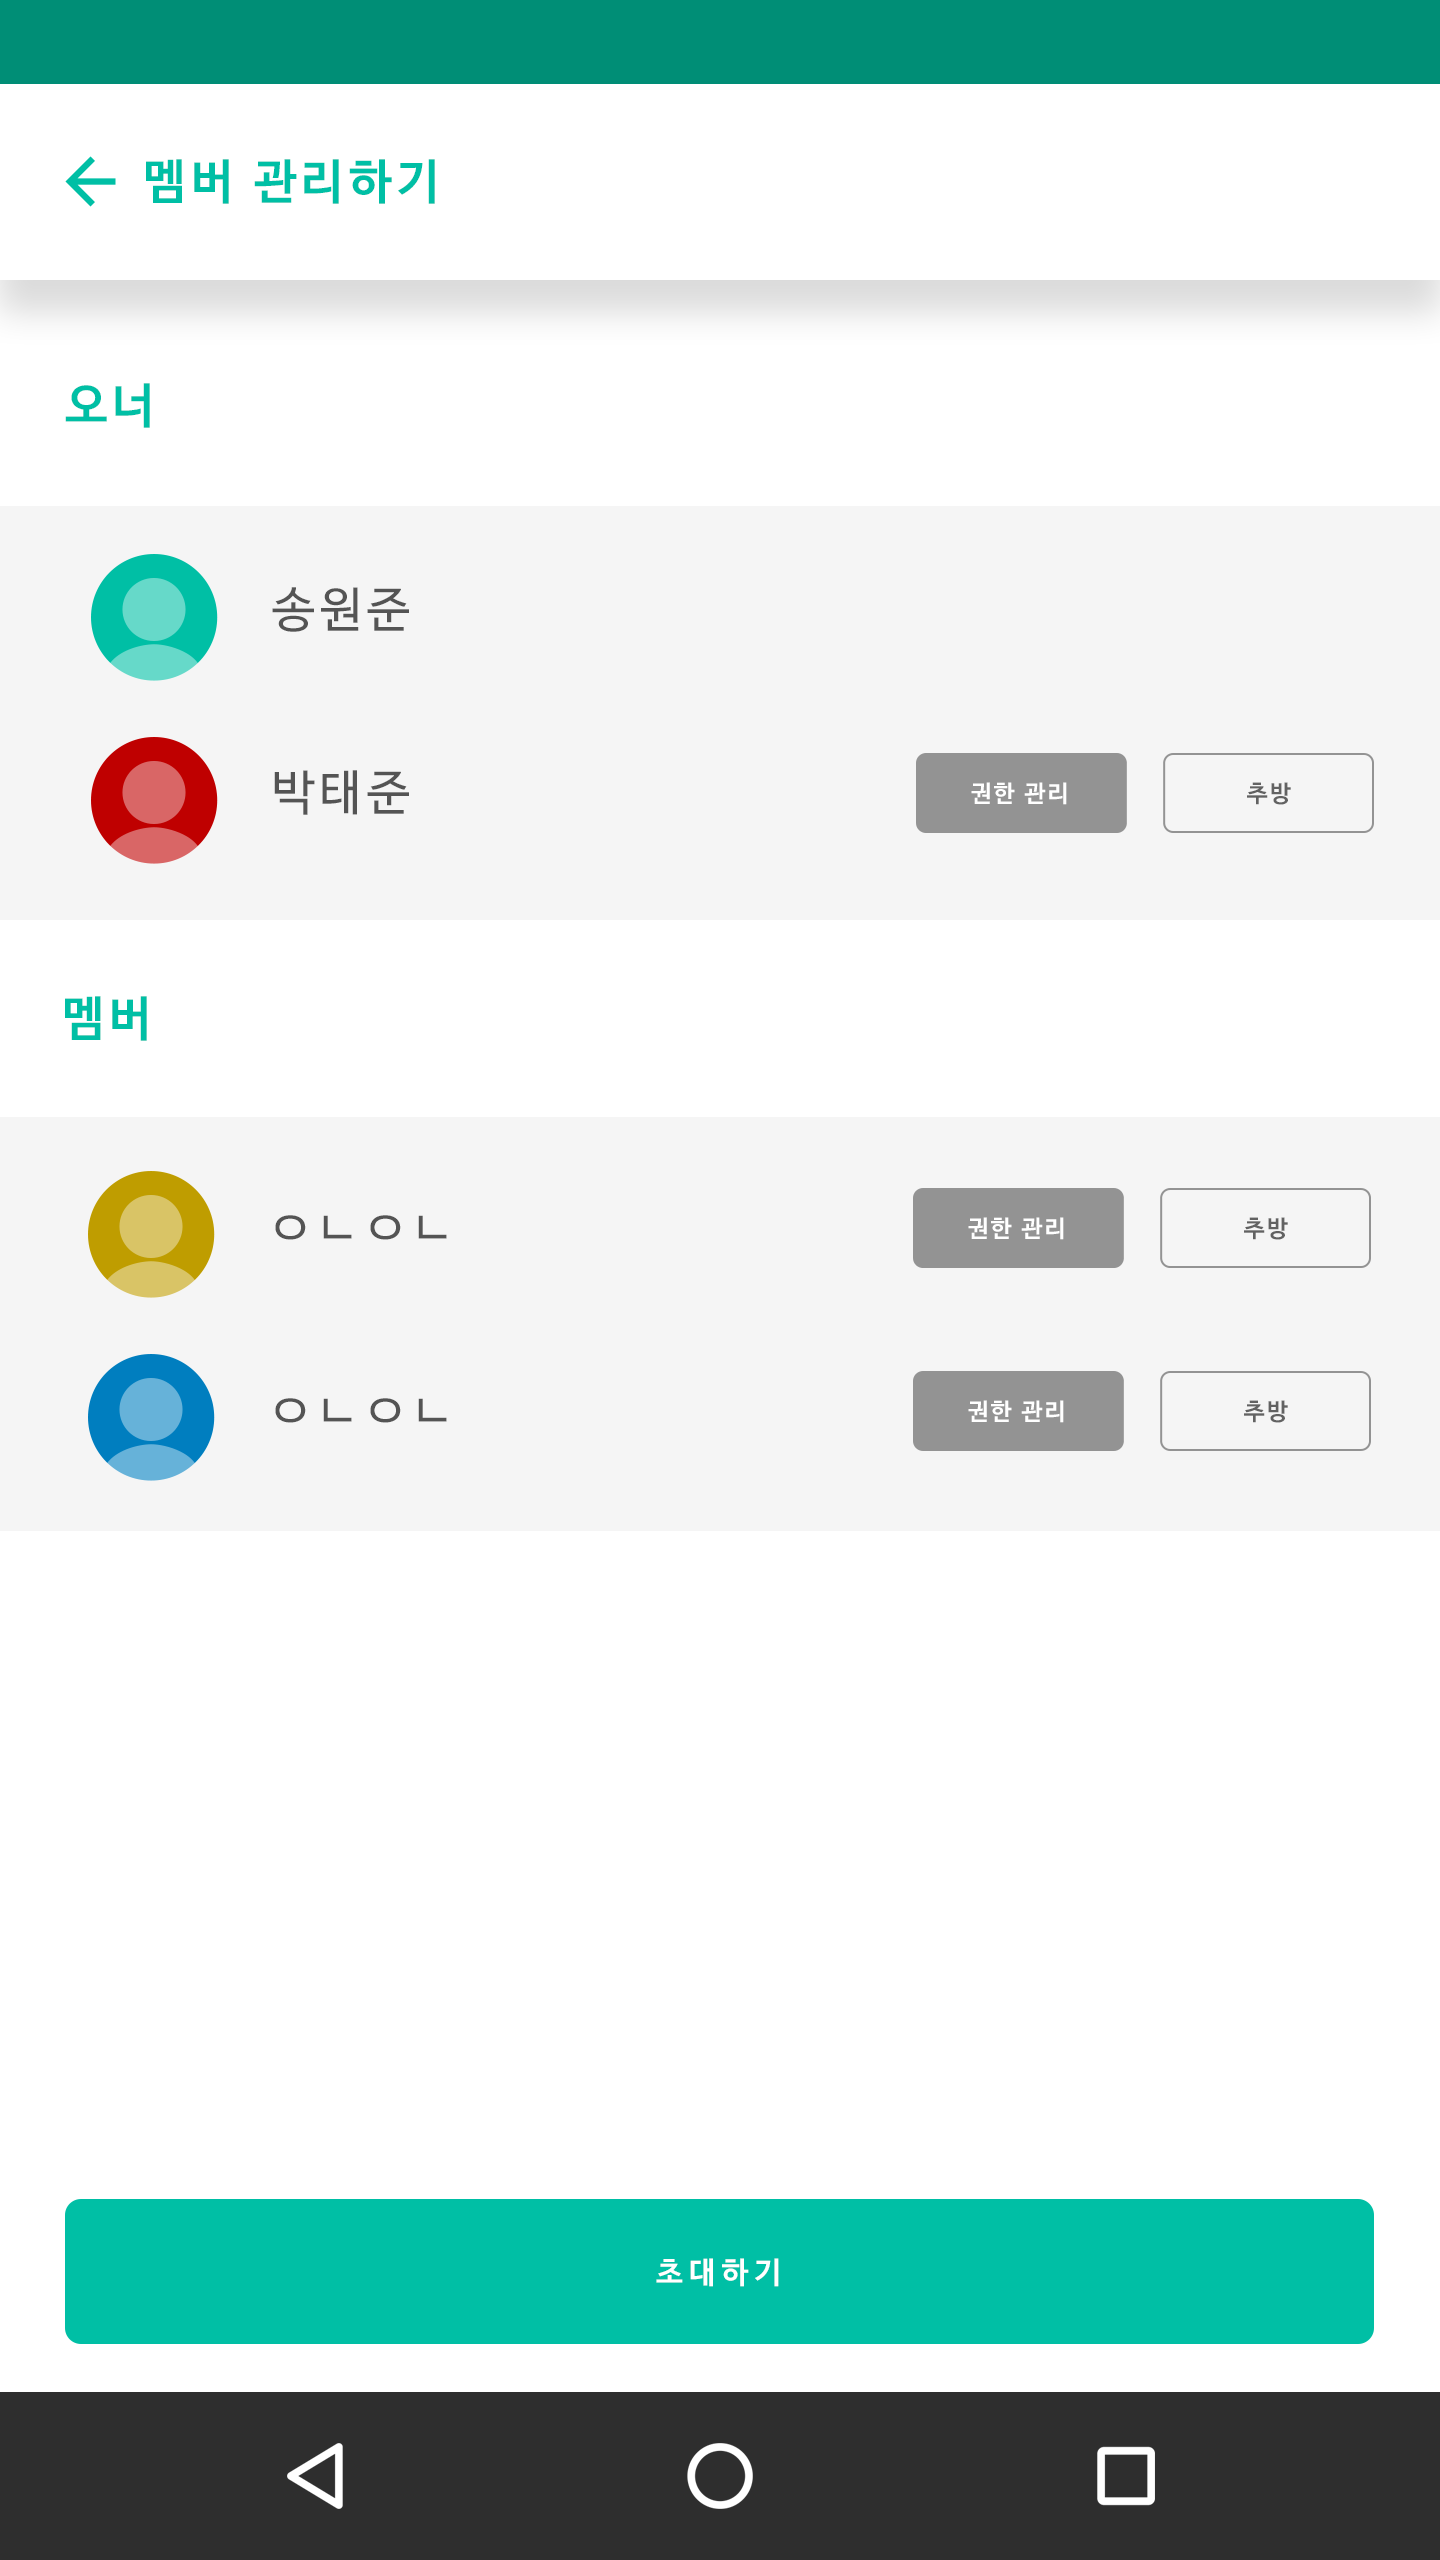 멤버 관리하기
오너
송원준
박태준 권한 관리 추방
멤버
ㅇㄴㅇㄴ 권한 관리 추방
ㅇㄴㅇㄴ 권한 관리 추방
초대하기